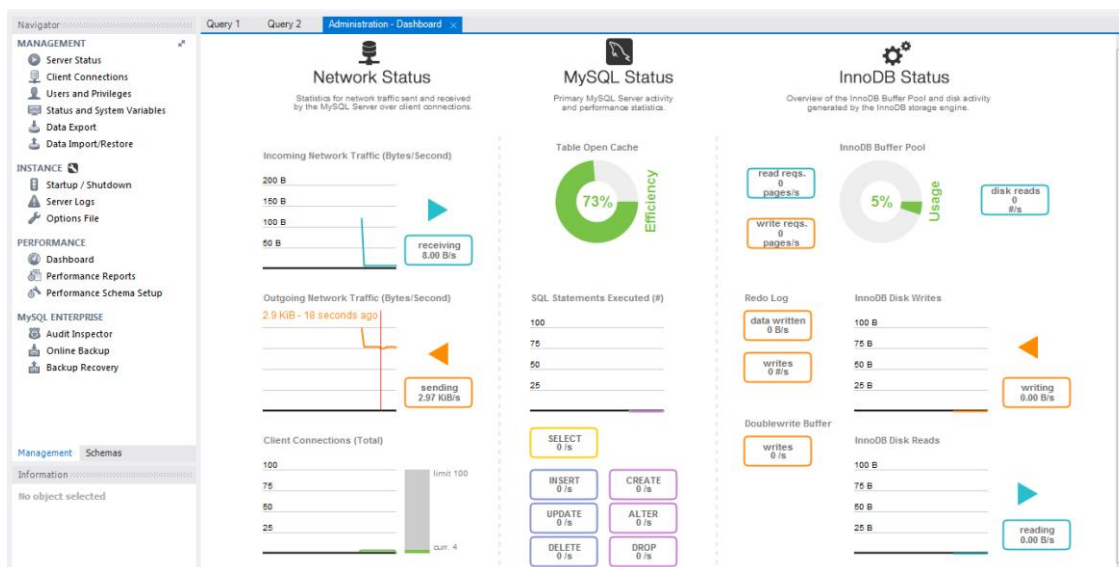 Navigator
MANAGEMENT
Server Status
Client Connections
Users and Privileges
Status and System Variables
Data Export
Data Import/Restore
INSTANCE
Startup / Shutdown
Server Logs
Options File
PERFORMANCE
Dashboard
Performance Reports
Performance Schema Setup
MySQL ENTERPRISE
Audit Inspector
Online Backup
Backup Recovery
Management Schemas
Information
No object selected
Query 1 Query 2 Administration - Dashboard ×
Network Status
Statistics for network traffic sent and received
by the MySQL Server over client connections.
Incoming Network Traffic (Bytes/Second)
200 B
150 B
100 B
50 B
receiving
8.00 B/s
Outgoing Network Traffic (Bytes/Second)
2.9 KiB - 18 seconds ago
sending
2.97 KiB/s
Client Connections (Total)
100
75
50
25
limit 100
curr. 4
MySQL Status
Primary MySQL Server activity
and performance statistics.
Table Open Cache
73%
Efficiency
SQL Statements Executed (#)
100
75
50
25
SELECT
0 /s
INSERT
0 /s
CREATE
0 /s
UPDATE
0 /s
ALTER
0 /s
DELETE
0 /s
DROP
0 /s
InnoDB Status
Overview of the InnoDB Buffer Pool and disk activity
generated by the InnoDB storage engine.
InnoDB Buffer Pool
read reqs.
0
pages/s
write reqs.
0
pages/s
5%
Usage
disk reads
0
#/s
Redo Log
data written
0 B/s
writes
0 #/s
Doublewrite Buffer
writes
0 /s
InnoDB Disk Writes
100 B
75 B
50 B
25 B
writing
0.00 B/s
InnoDB Disk Reads
100 B
75 B
50 B
25 B
reading
0.00 B/s